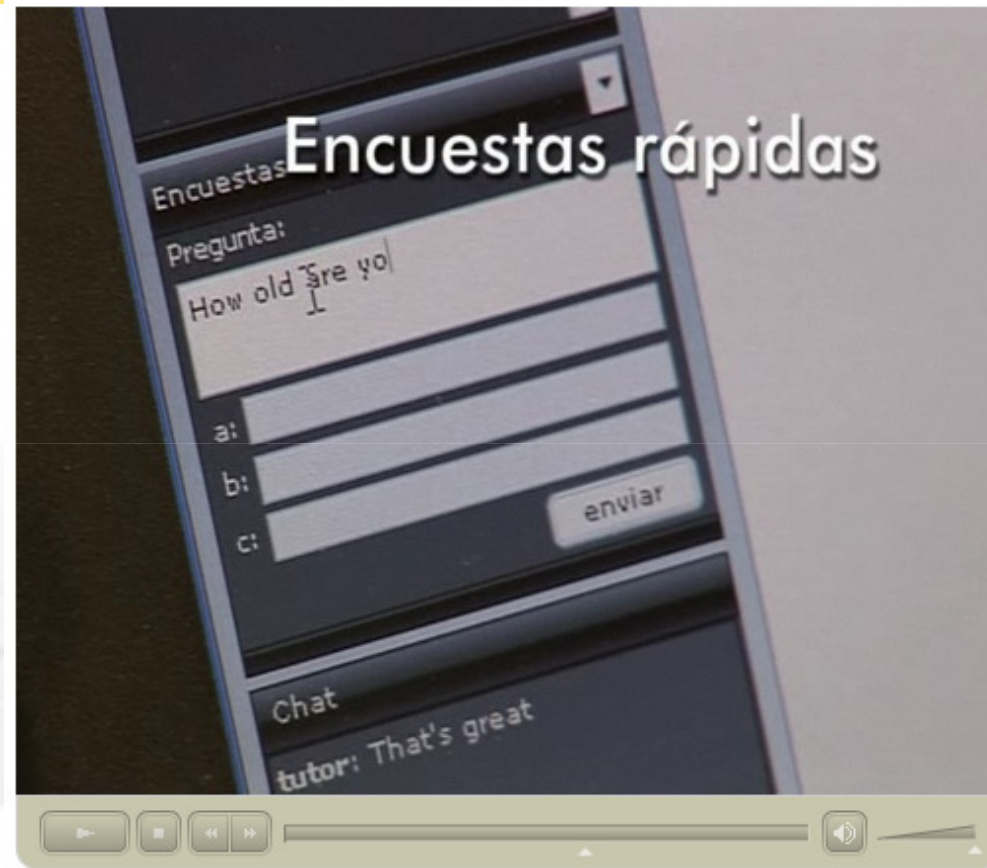 Encuestas rápidas
Encuestas
Pregunta:
How old are yo
a:
b:
c:
enviar
Chat
tutor: That's great